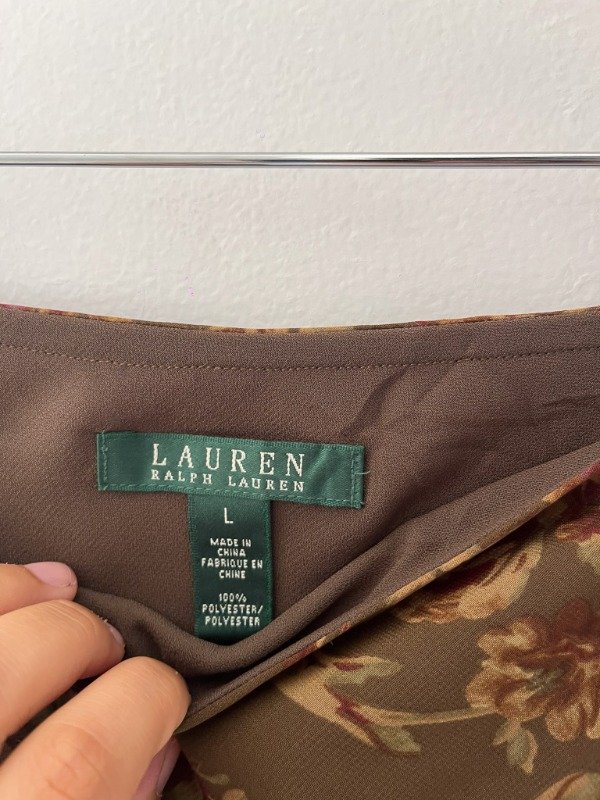 LAUREN
RALPH LAUREN
L
MADE IN
CHINA
FABRIQUE EN
CHINE
100%
POLYESTER/
POLYESTER